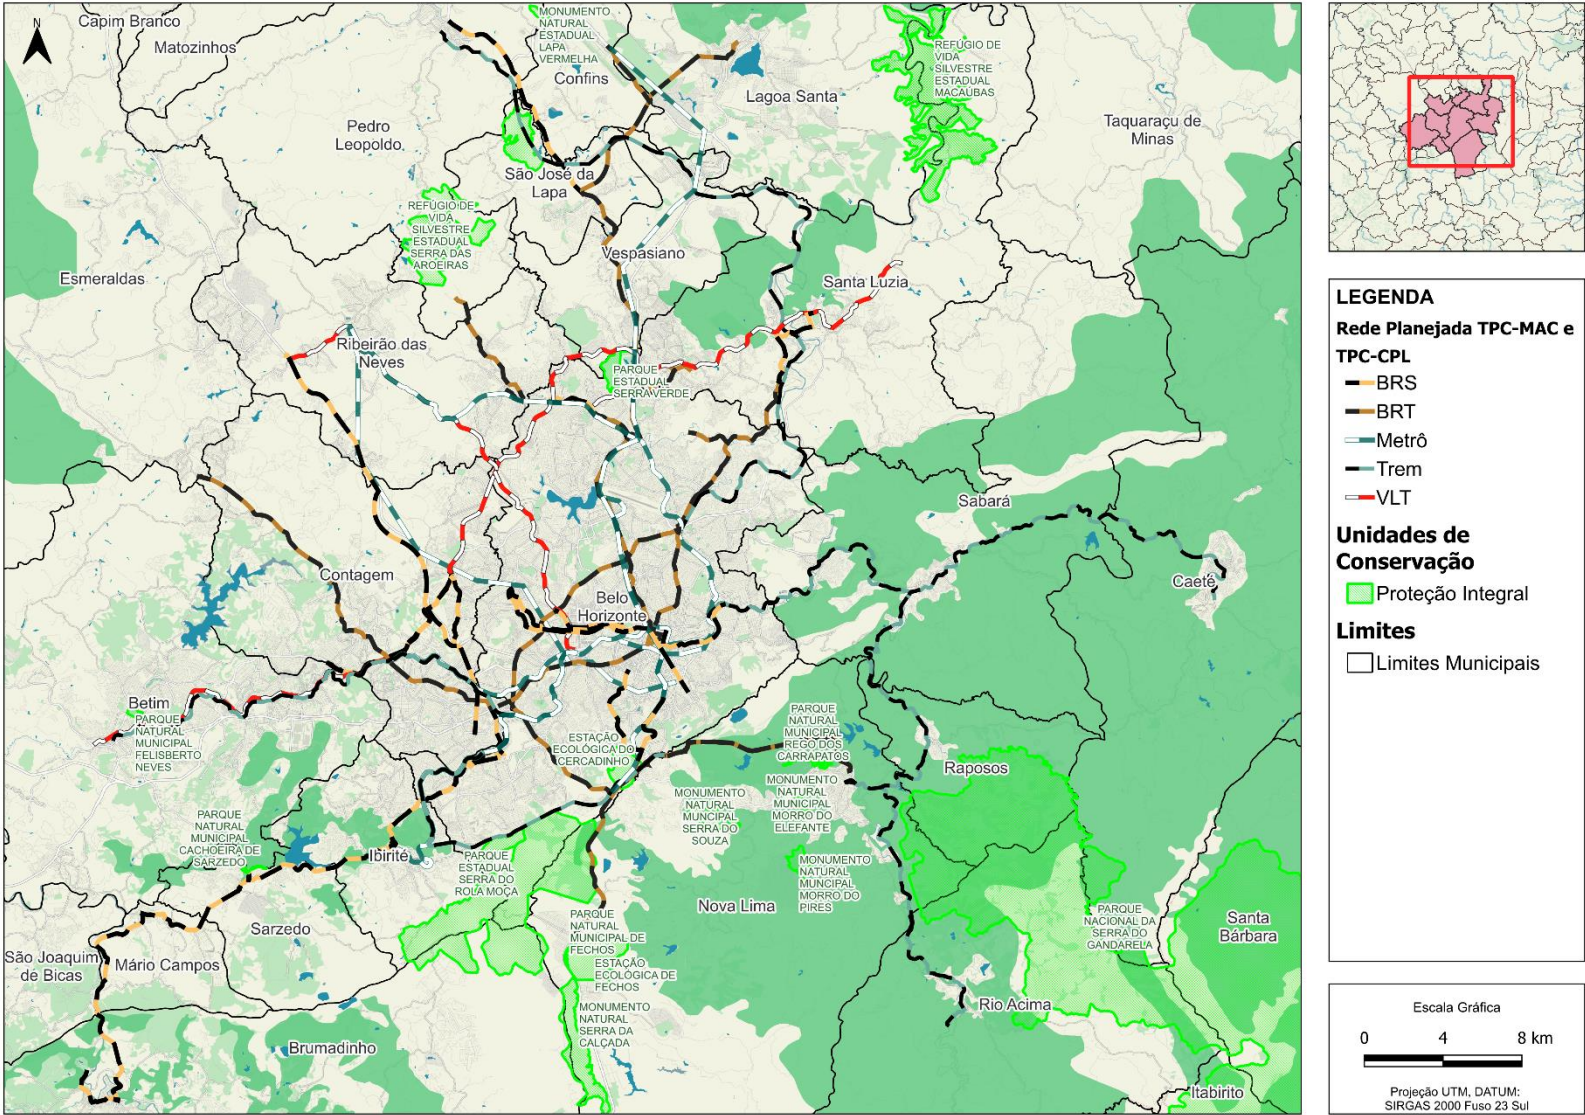 N
Capim Branco
Matozinhos
MONUMENTO
NATURAL
ESTADUAL
LAPA
VERMELHA
Confins
Lagoa Santa
REFÚGIO DE
VIDA
SILVESTRE
ESTADUAL
MACAÚBAS
Taquaraçu de
Minas
Pedro
Leopoldo
São José da
Lapa
REFÚGIO DE
VIDA
SILVESTRE
ESTADUAL
SERRA DAS
AROEIRAS
Esmeraldas
Vespasiano
Santa Luzia
Ribeirão das
Neves
PARQUE
ESTADUAL
SERRA VERDE
Sabará
Contagem
Belo
Horizonte
Caeté
Betim
PARQUE
NATURAL
MUNICIPAL
FELISBERTO
NEVES
ESTAÇÃO
ECOLÓGICA DO
CERCADINHO
PARQUE
NATURAL
MUNICIPAL
REGO DOS
CARRAPATOS
Raposos
MONUMENTO
NATURAL
MUNCIPAL
SERRA DO
SOUZA
MONUMENTO
NATURAL
MUNICIPAL
MORRO DO
ELEFANTE
PARQUE
NATURAL
MUNICIPAL
CACHOEIRA DE
SARZEDO
Ibirité
PARQUE
ESTADUAL
SERRA DO
ROLA MOÇA
MONUMENTO
NATURAL
MUNCIPAL
MORRO DO
PIRES
Nova Lima
PARQUE
NATURAL
MUNICIPAL DE
FECHOS
PARQUE
NACIONAL DA
SERRA DO
GANDARELA
Santa
Bárbara
Sarzedo
São Joaquim
de Bicas
Mário Campos
ESTAÇÃO
ECOLÓGICA DE
FECHOS
MONUMENTO
NATURAL
SERRA DA
CALÇADA
Rio Acima
Brumadinho
Itabirito
LEGENDA
Rede Planejada TPC-MAC e
TPC-CPL
BRS
BRT
Metrô
Trem
VLT
Unidades de
Conservação
Proteção Integral
Limites
Limites Municipais
Escala Gráfica
0 4 8 km
Projeção UTM, DATUM:
SIRGAS 2000 Fuso 23 Sul